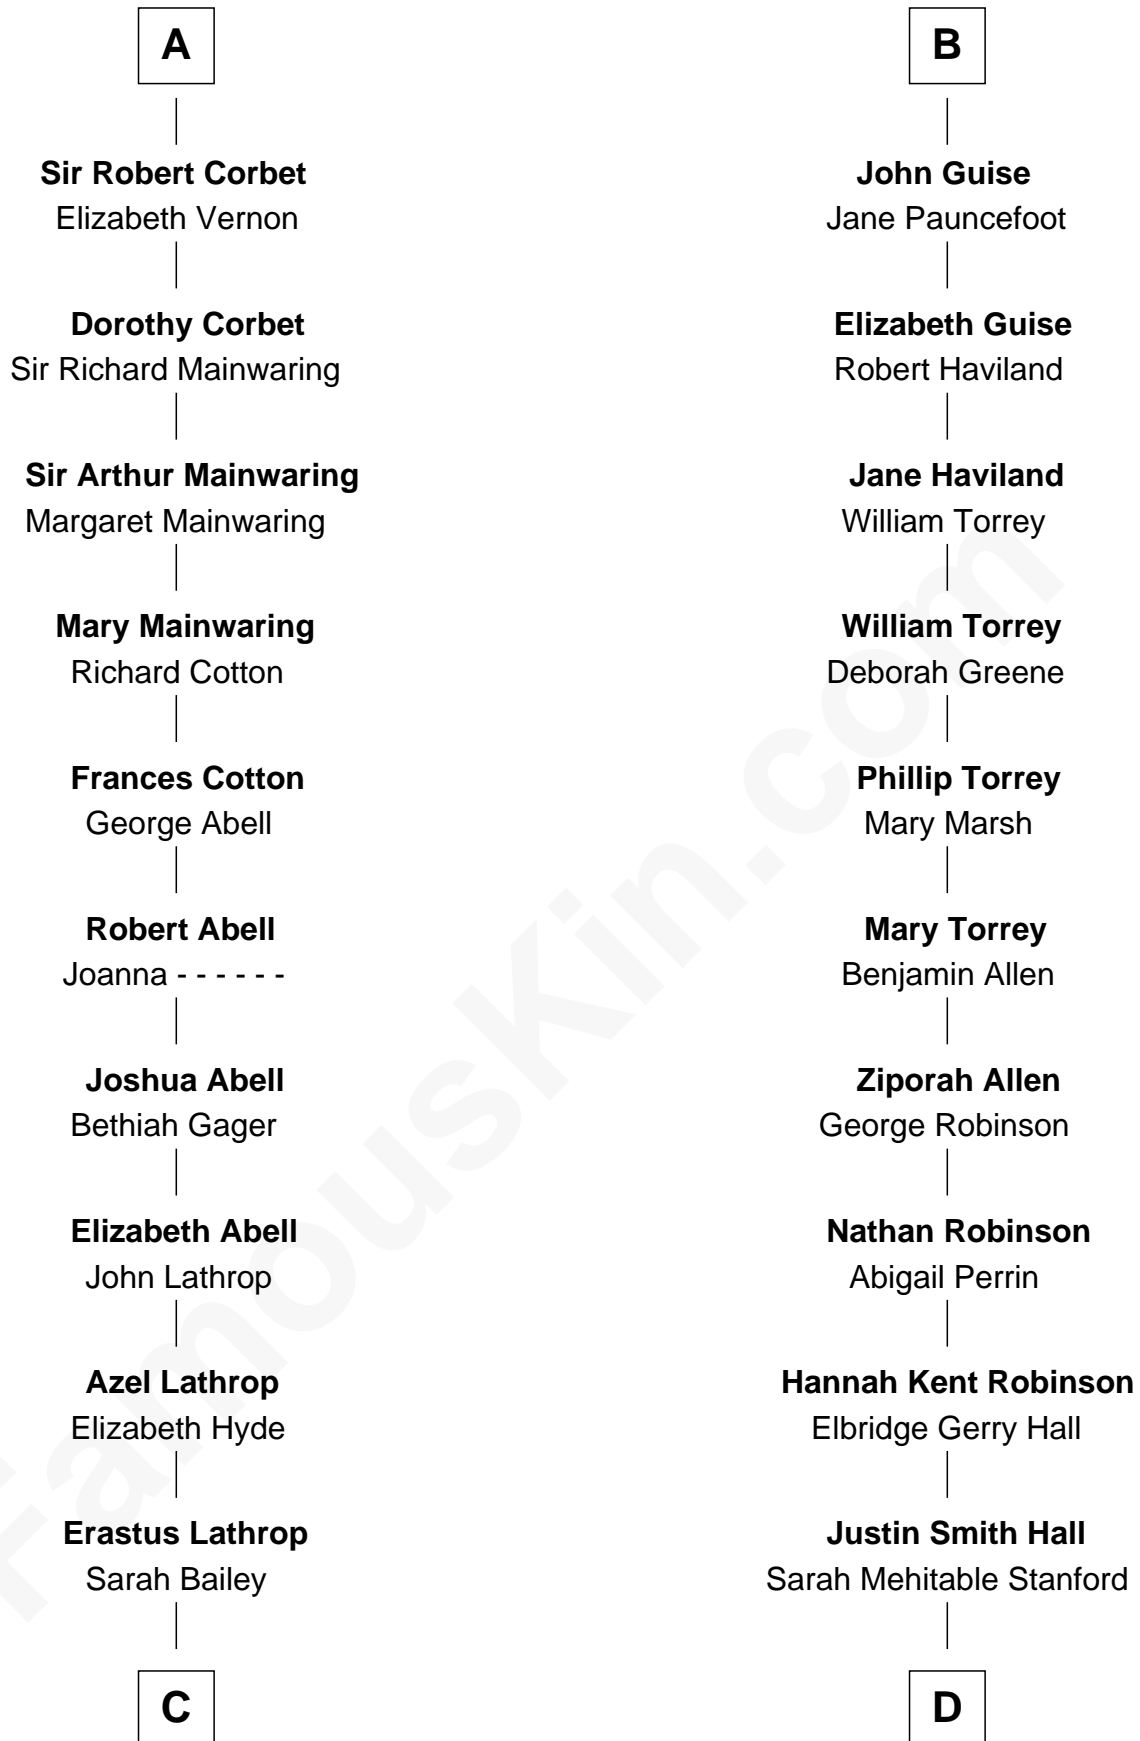 A
Sir Robert Corbet
Elizabeth Vernon
Dorothy Corbet
Sir Richard Mainwaring
Sir Arthur Mainwaring
Margaret Mainwaring
Mary Mainwaring
Richard Cotton
Frances Cotton
George Abell
Robert Abell
Joanna - - - - - -
Joshua Abell
Bethiah Gager
Elizabeth Abell
John Lathrop
Azel Lathrop
Elizabeth Hyde
Erastus Lathrop
Sarah Bailey
C
B
John Guise
Jane Pauncefoot
Elizabeth Guise
Robert Haviland
Jane Haviland
William Torrey
William Torrey
Deborah Greene
Phillip Torrey
Mary Marsh
Mary Torrey
Benjamin Allen
Ziporah Allen
George Robinson
Nathan Robinson
Abigail Perrin
Hannah Kent Robinson
Elbridge Gerry Hall
Justin Smith Hall
Sarah Mehitable Stanford
D
FamousKin.com